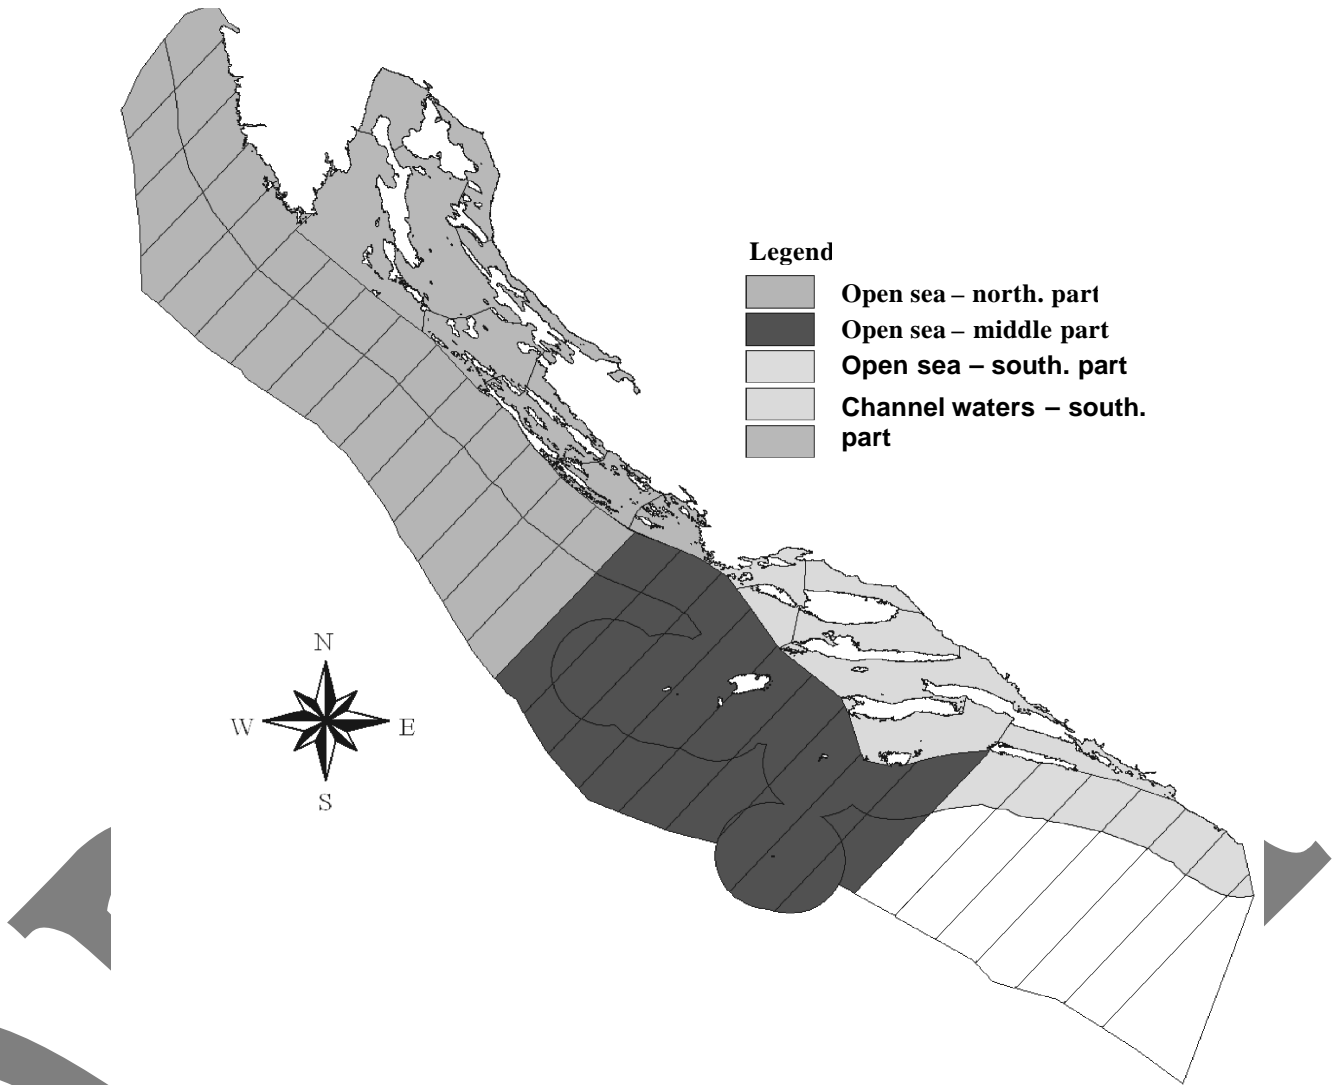 Legend
Open sea – north. part
Open sea – middle part
Open sea – south. part
Channel waters – south.
part
N
W
E
S